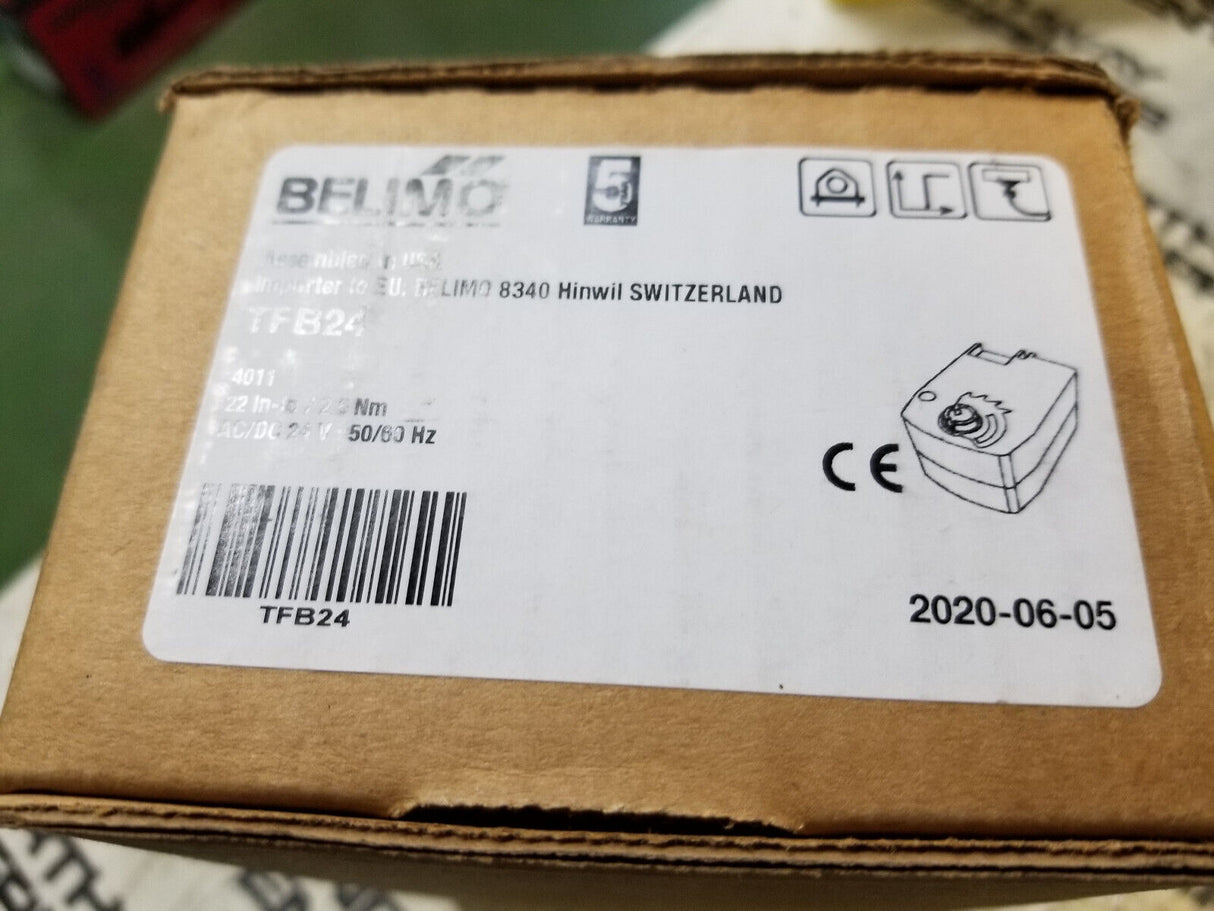 BELIMO
5
WARRANTY
Assembled in USA
Importer to EU. BELIMO 8340 Hinwil SWITZERLAND
TFB24
4011
22 In-lb / 2.5 Nm
AC/DC 24 V 50/60 Hz
CE
TFB24
2020-06-05